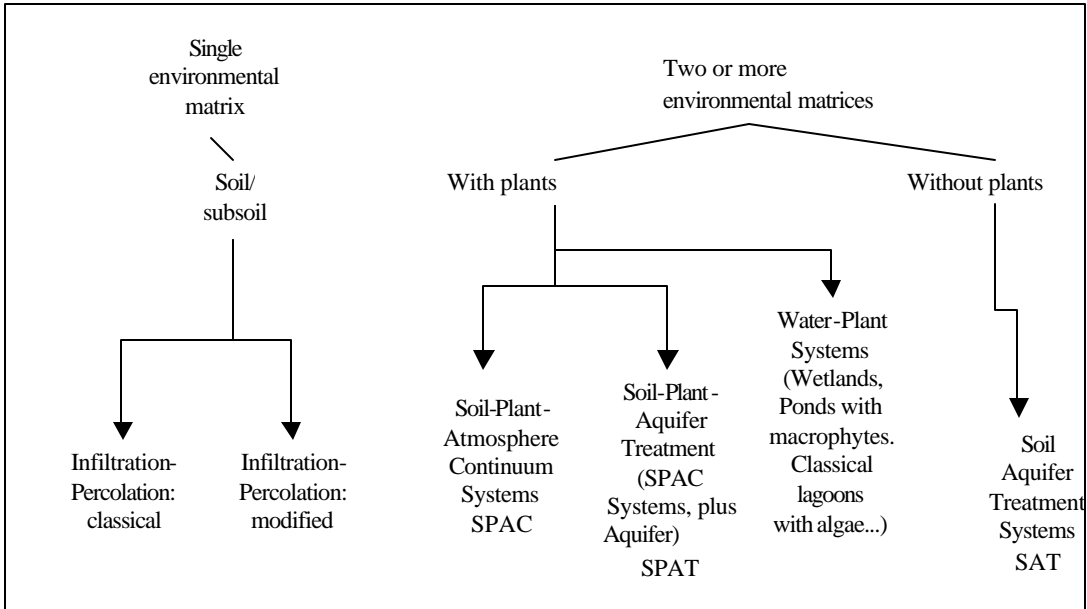 Single
environmental
matrix
Two or more
environmental matrices
Soil/
subsoil
With plants
Without plants
Infiltration-
Percolation:
classical
Infiltration-
Percolation:
modified
Soil-Plant-
Atmosphere
Continuum
Systems
SPAC
Soil-Plant-
Aquifer
Treatment
(SPAC
Systems, plus
Aquifer)
SPAT
Water-Plant
Systems
(Wetlands,
Ponds with
macrophytes.
Classical
lagoons
with algae...)
Soil
Aquifer
Treatment
Systems
SAT